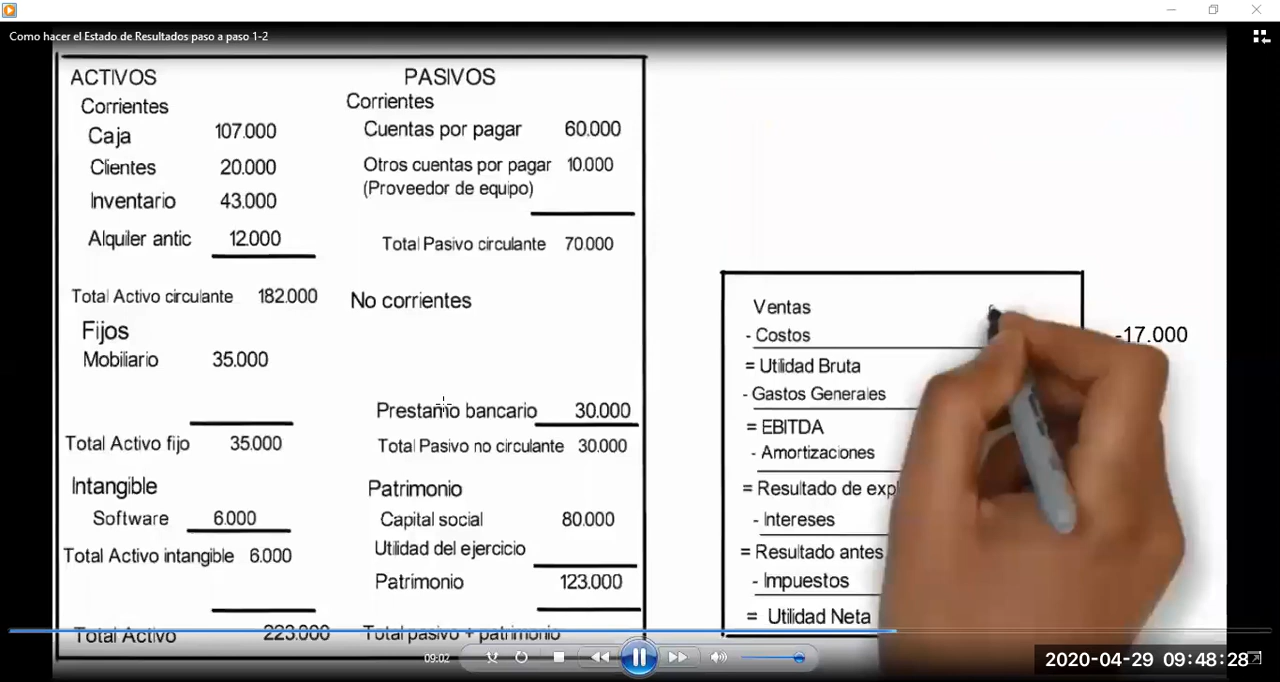 Como hacer el Estado de Resultados paso a paso 1-2
ACTIVOS
Corrientes
Caja 107.000
Clientes 20.000
Inventario 43.000
Alquiler antic 12.000
Total Activo circulante 182.000
Fijos
Mobiliario 35.000
Total Activo fijo 35.000
Intangible
Software 6.000
Total Activo intangible 6.000
Total Activo 223.000
PASIVOS
Corrientes
Cuentas por pagar 60.000
Otros cuentas por pagar 10.000
(Proveedor de equipo)
Total Pasivo circulante 70.000
No corrientes
Prestamo bancario 30.000
Total Pasivo no circulante 30.000
Patrimonio
Capital social 80.000
Utilidad del ejercicio
Patrimonio 123.000
Total pasivo + patrimonio
Ventas
- Costos -17.000
= Utilidad Bruta
- Gastos Generales
= EBITDA
- Amortizaciones
= Resultado de
- Intereses
= Resultado antes
- Impuestos
= Utilidad Neta
09:02
2020-04-29 09:48:28